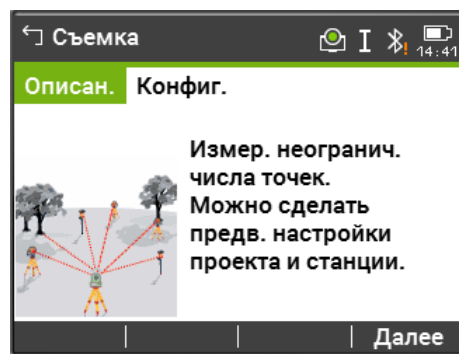 Съемка
14:41
Описан. Конфиг.
Измер. неогранич.
числа точек.
Можно сделать
предв. настройки
проекта и станции.
Далее